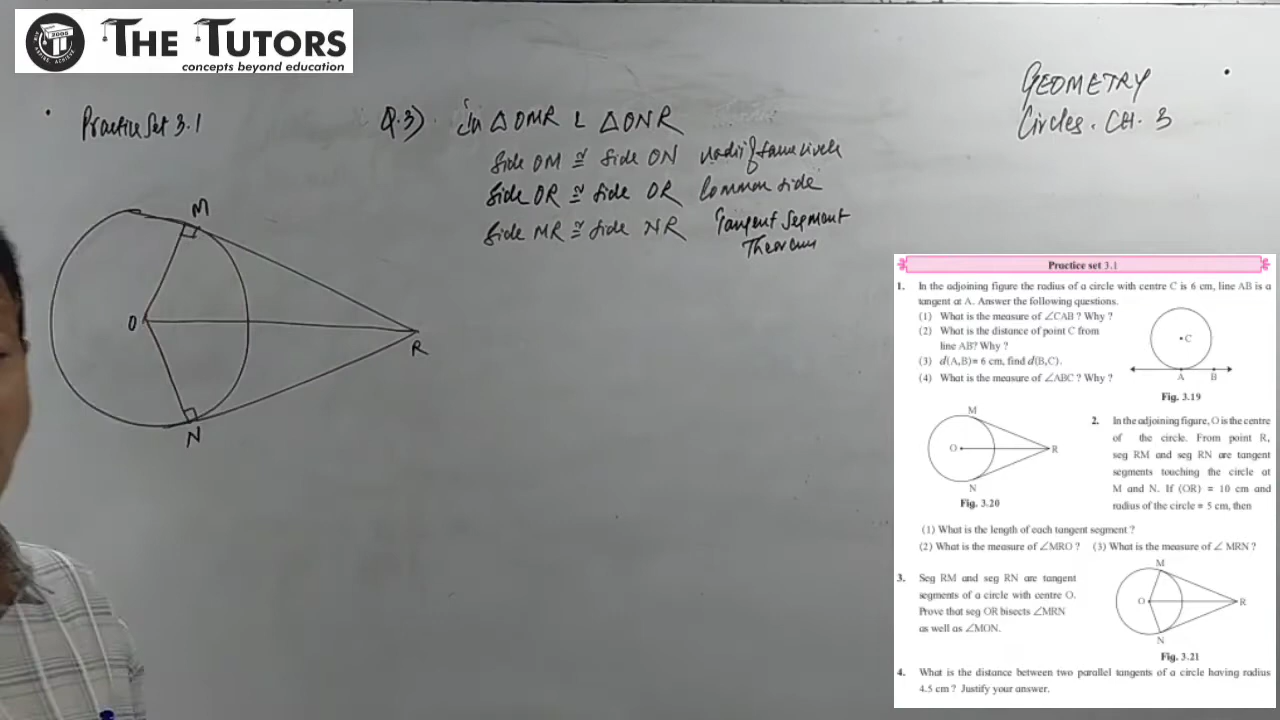 THE TUTORS
concepts beyond education
2008
Practice Set 3.1
Q.3) In △OMR & △ONR
Side OM ≅ Side ON radii of same circle
Side OR ≅ Side OR Common side
Side MR ≅ Side NR Tangent Segment
Theorem
GEOMETRY
Circles. CH. 3
M
O
R
N
Practice set 3.1
1. In the adjoining figure the radius of a circle with centre C is 6 cm, line AB is a
tangent at A. Answer the following questions.
(1) What is the measure of ∠CAB ? Why ?
(2) What is the distance of point C from
line AB? Why ?
(3) d(A,B)= 6 cm, find d(B,C).
(4) What is the measure of ∠ABC ? Why ?
C
A B
Fig. 3.19
M
O R
N
Fig. 3.20
2. In the adjoining figure, O is the centre
of the circle. From point R,
seg RM and seg RN are tangent
segments touching the circle at
M and N. If (OR) = 10 cm and
radius of the circle = 5 cm, then
(1) What is the length of each tangent segment ?
(2) What is the measure of ∠MRO ? (3) What is the measure of ∠ MRN ?
3. Seg RM and seg RN are tangent
segments of a circle with centre O.
Prove that seg OR bisects ∠MRN
as well as ∠MON.
M
O R
N
Fig. 3.21
4. What is the distance between two parallel tangents of a circle having radius
4.5 cm ? Justify your answer.